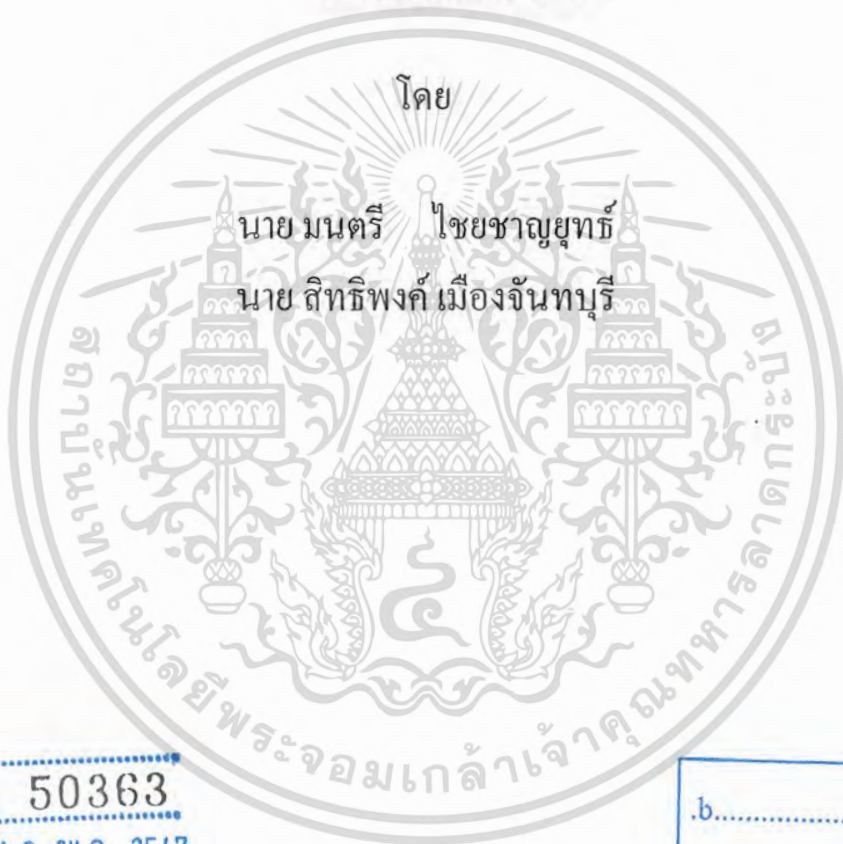 โดย
นาย มนตรี ไชยชาญยุทธ์
นาย สิทธิพงศ์ เมืองจันทบุรี
สถาบันเทคโนโลยีพระจอมเกล้าเจ้าคุณทหารลาดกระบัง
50363
.b